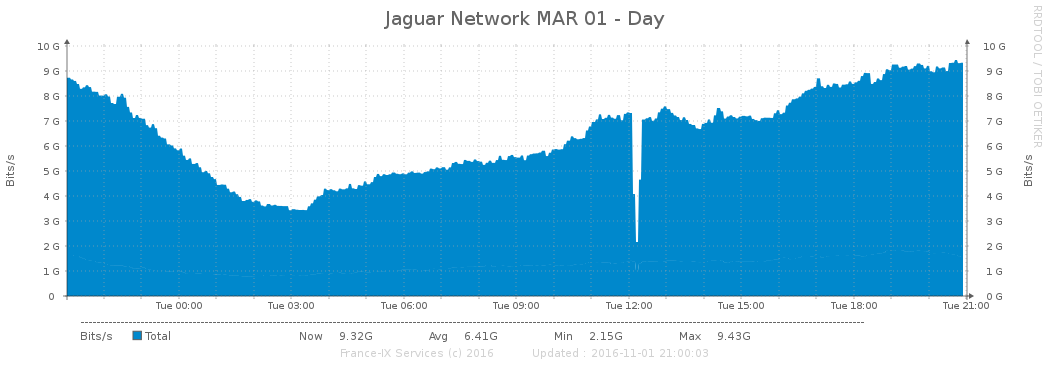 Jaguar Network MAR 01 - Day
RRDTOOL / TOBI OETIKER
Bits/s
Bits/s
10 G 10 G
9 G 9 G
8 G 8 G
7 G 7 G
6 G 6 G
5 G 5 G
4 G 4 G
3 G 3 G
2 G 2 G
1 G 1 G
0 0 G
Tue 00:00 Tue 03:00 Tue 06:00 Tue 09:00 Tue 12:00 Tue 15:00 Tue 18:00 Tue 21:00
Bits/s Total Now 9.32G Avg 6.41G Min 2.15G Max 9.43G
France-IX Services (c) 2016 Updated : 2016-11-01 21:00:03